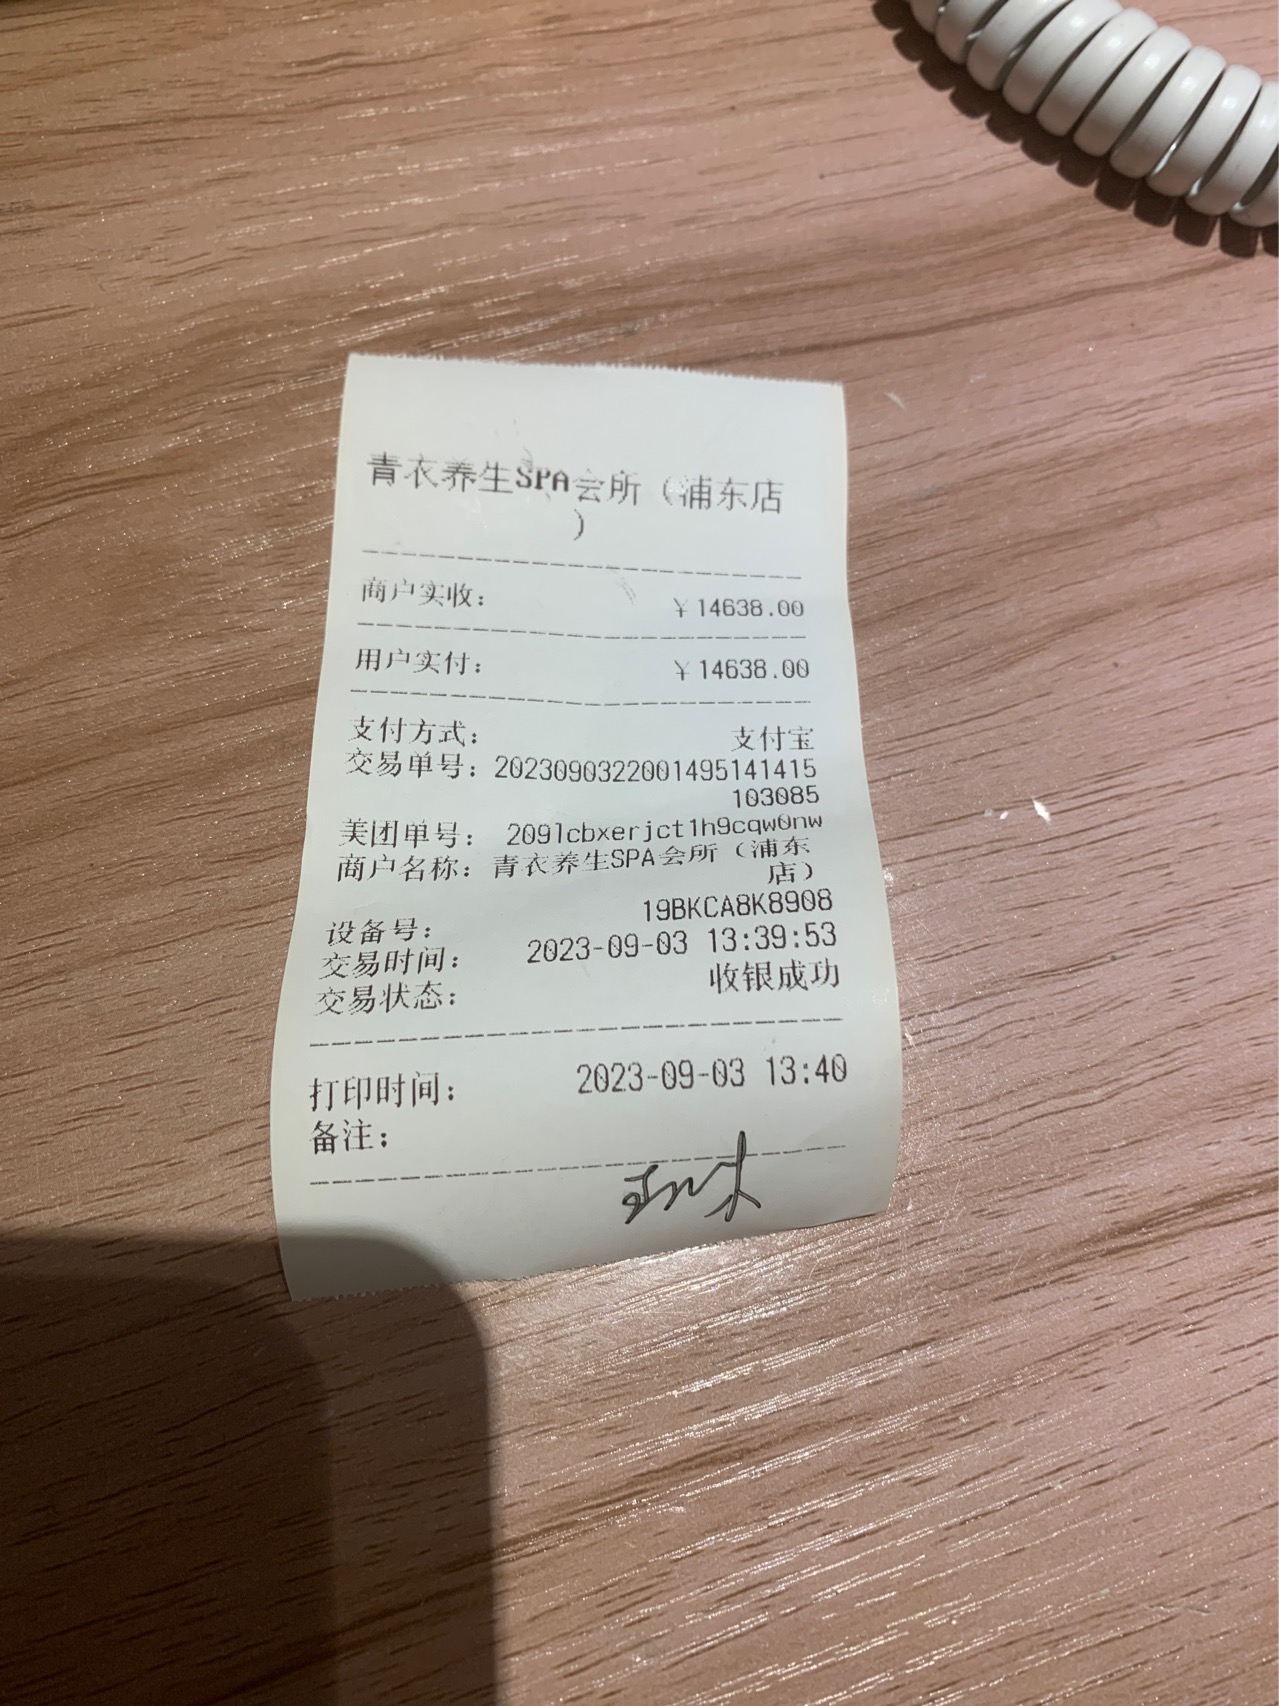 青衣养生SPA会所（浦东店
）
商户实收： ￥14638.00
用户实付： ￥14638.00
支付方式： 支付宝
交易单号：2023090322001495141415
103085
美团单号： 209lcbxerjct1h9cqw0nw
商户名称：青衣养生SPA会所（浦东
店）
设备号： 19BKCA8K8908
交易时间： 2023-09-03 13:39:53
交易状态： 收银成功
打印时间： 2023-09-03 13:40
备注：